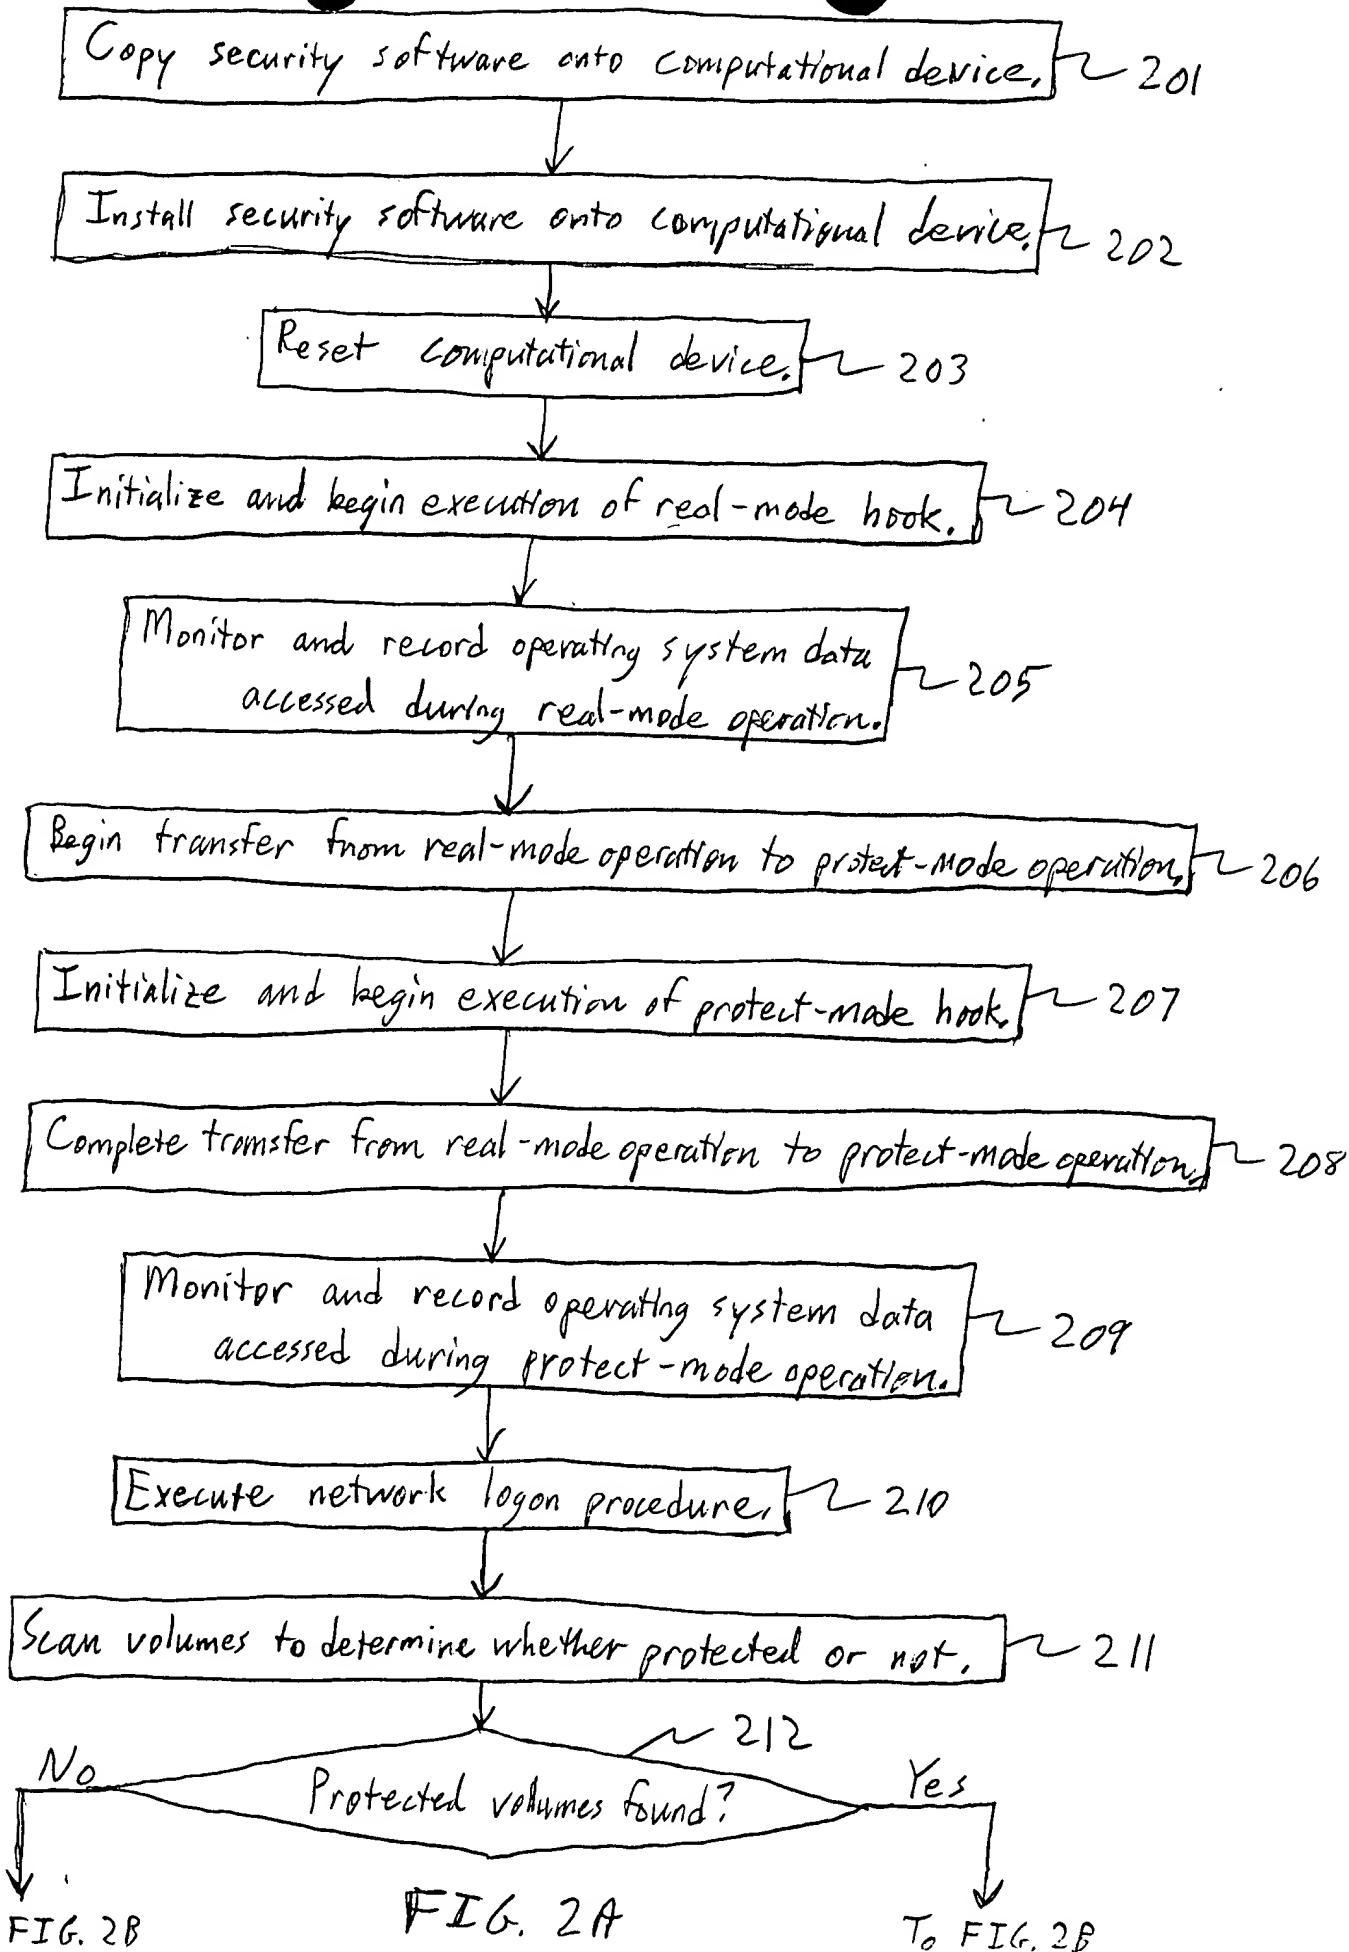 Copy security software onto computational device. 201
Install security software onto computational device. 202
Reset computational device. 203
Initialize and begin execution of real-mode hook. 204
Monitor and record operating system data
accessed during real-mode operation. 205
Begin transfer from real-mode operation to protect-mode operation. 206
Initialize and begin execution of protect-mode hook. 207
Complete transfer from real-mode operation to protect-mode operation. 208
Monitor and record operating system data
accessed during protect-mode operation. 209
Execute network logon procedure. 210
Scan volumes to determine whether protected or not. 211
212
No
Protected volumes found?
Yes
FIG. 2B
FIG. 2A
To FIG. 2B